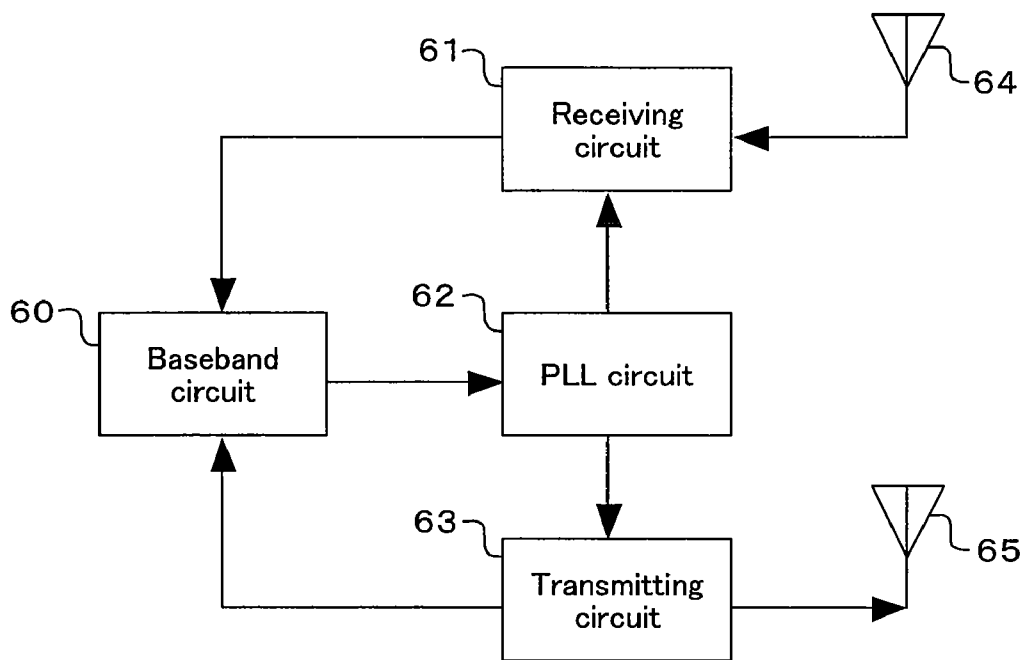 61
Receiving
circuit
64
60
Baseband
circuit
62
PLL circuit
63
Transmitting
circuit
65